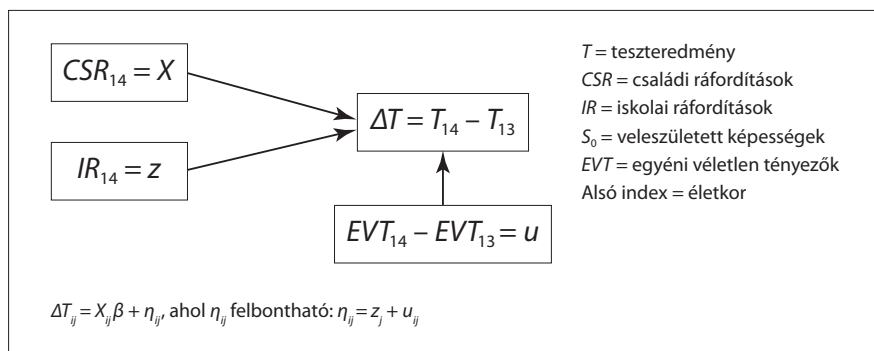 CSR₁₄ = X
IR₁₄ = z
ΔT = T₁₄ – T₁₃
EVT₁₄ – EVT₁₃ = u
T = teszteredmény
CSR = családi ráfordítások
IR = iskolai ráfordítások
S₀ = veleszületett képességek
EVT = egyéni véletlen tényezők
Alsó index = életkor
ΔTᵢⱼ = Xᵢⱼβ + ηᵢⱼ, ahol ηᵢⱼ felbontható: ηᵢⱼ = zⱼ + uᵢⱼ